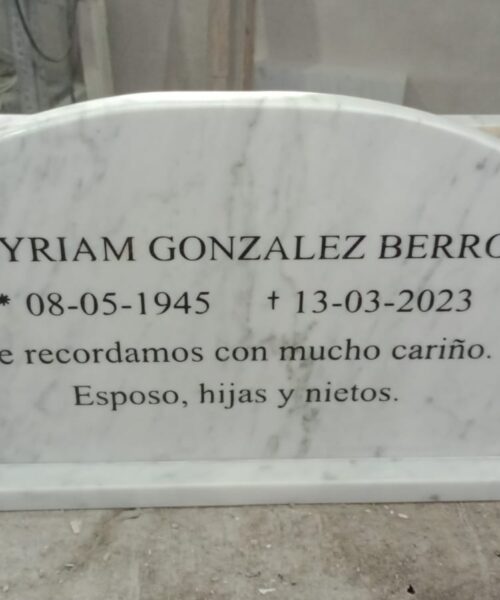 YRIAM GONZALEZ BERRO
* 08-05-1945 † 13-03-2023
e recordamos con mucho cariño.
Esposo, hijas y nietos.